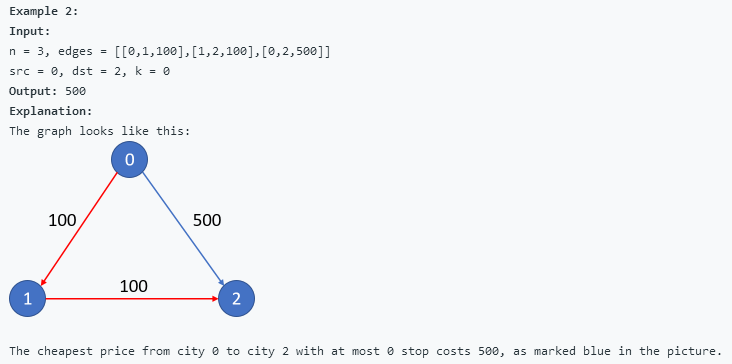 Example 2:
Input:
n = 3, edges = [[0,1,100],[1,2,100],[0,2,500]]
src = 0, dst = 2, k = 0
Output: 500
Explanation:
The graph looks like this:
0
100
500
1
100
2
The cheapest price from city 0 to city 2 with at most 0 stop costs 500, as marked blue in the picture.